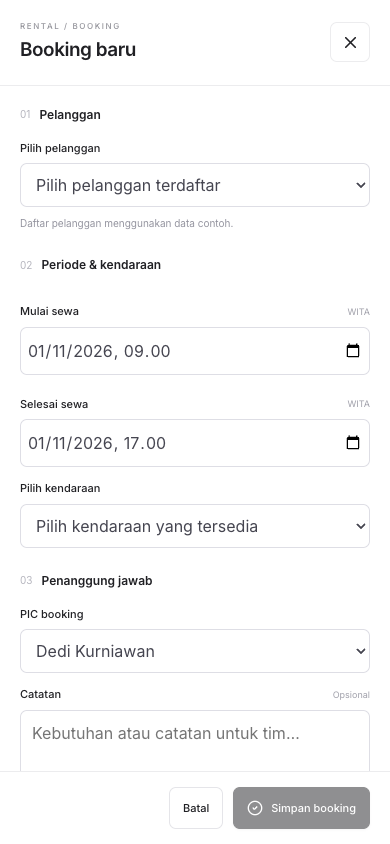 RENTAL / BOOKING
Booking baru
01 Pelanggan
Pilih pelanggan
Pilih pelanggan terdaftar
Daftar pelanggan menggunakan data contoh.
02 Periode & kendaraan
Mulai sewa WITA
01/11/2026, 09.00
Selesai sewa WITA
01/11/2026, 17.00
Pilih kendaraan
Pilih kendaraan yang tersedia
03 Penanggung jawab
PIC booking
Dedi Kurniawan
Catatan Opsional
Kebutuhan atau catatan untuk tim...
Batal Simpan booking